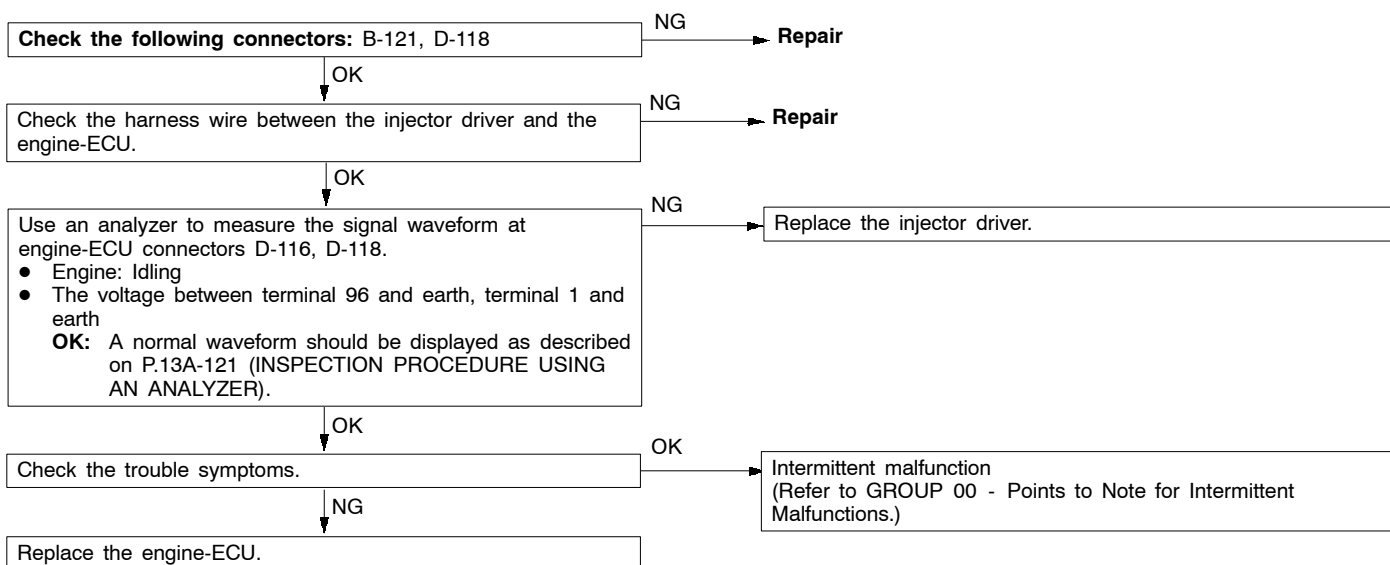 Check the following connectors: B-121, D-118
NG
Repair
OK
Check the harness wire between the injector driver and the
engine-ECU.
NG
Repair
OK
Use an analyzer to measure the signal waveform at
engine-ECU connectors D-116, D-118.
● Engine: Idling
● The voltage between terminal 96 and earth, terminal 1 and
earth
OK: A normal waveform should be displayed as described
on P.13A-121 (INSPECTION PROCEDURE USING
AN ANALYZER).
NG
Replace the injector driver.
OK
Check the trouble symptoms.
OK
Intermittent malfunction
(Refer to GROUP 00 - Points to Note for Intermittent
Malfunctions.)
NG
Replace the engine-ECU.